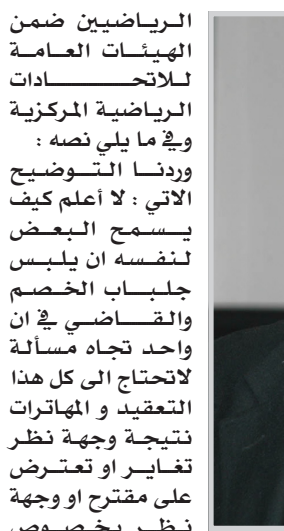 الرياضيين ضمن
الهيئات العامة
للاتحادات
الرياضية المركزية
وفي ما يلي نصه :
وردنا التوضيح
الاتي : لا أعلم كيف
يسمح البعض
لنفسه ان يلبس
جلباب الخصم
والقاضي في ان
واحد تجاه مسألة
لاتحتاج الى كل هذا
التعقيد و المهاترات
نتيجة وجهة نظر
تغاير او تعترض
على مقترح او وجهة
نظر بخصوص